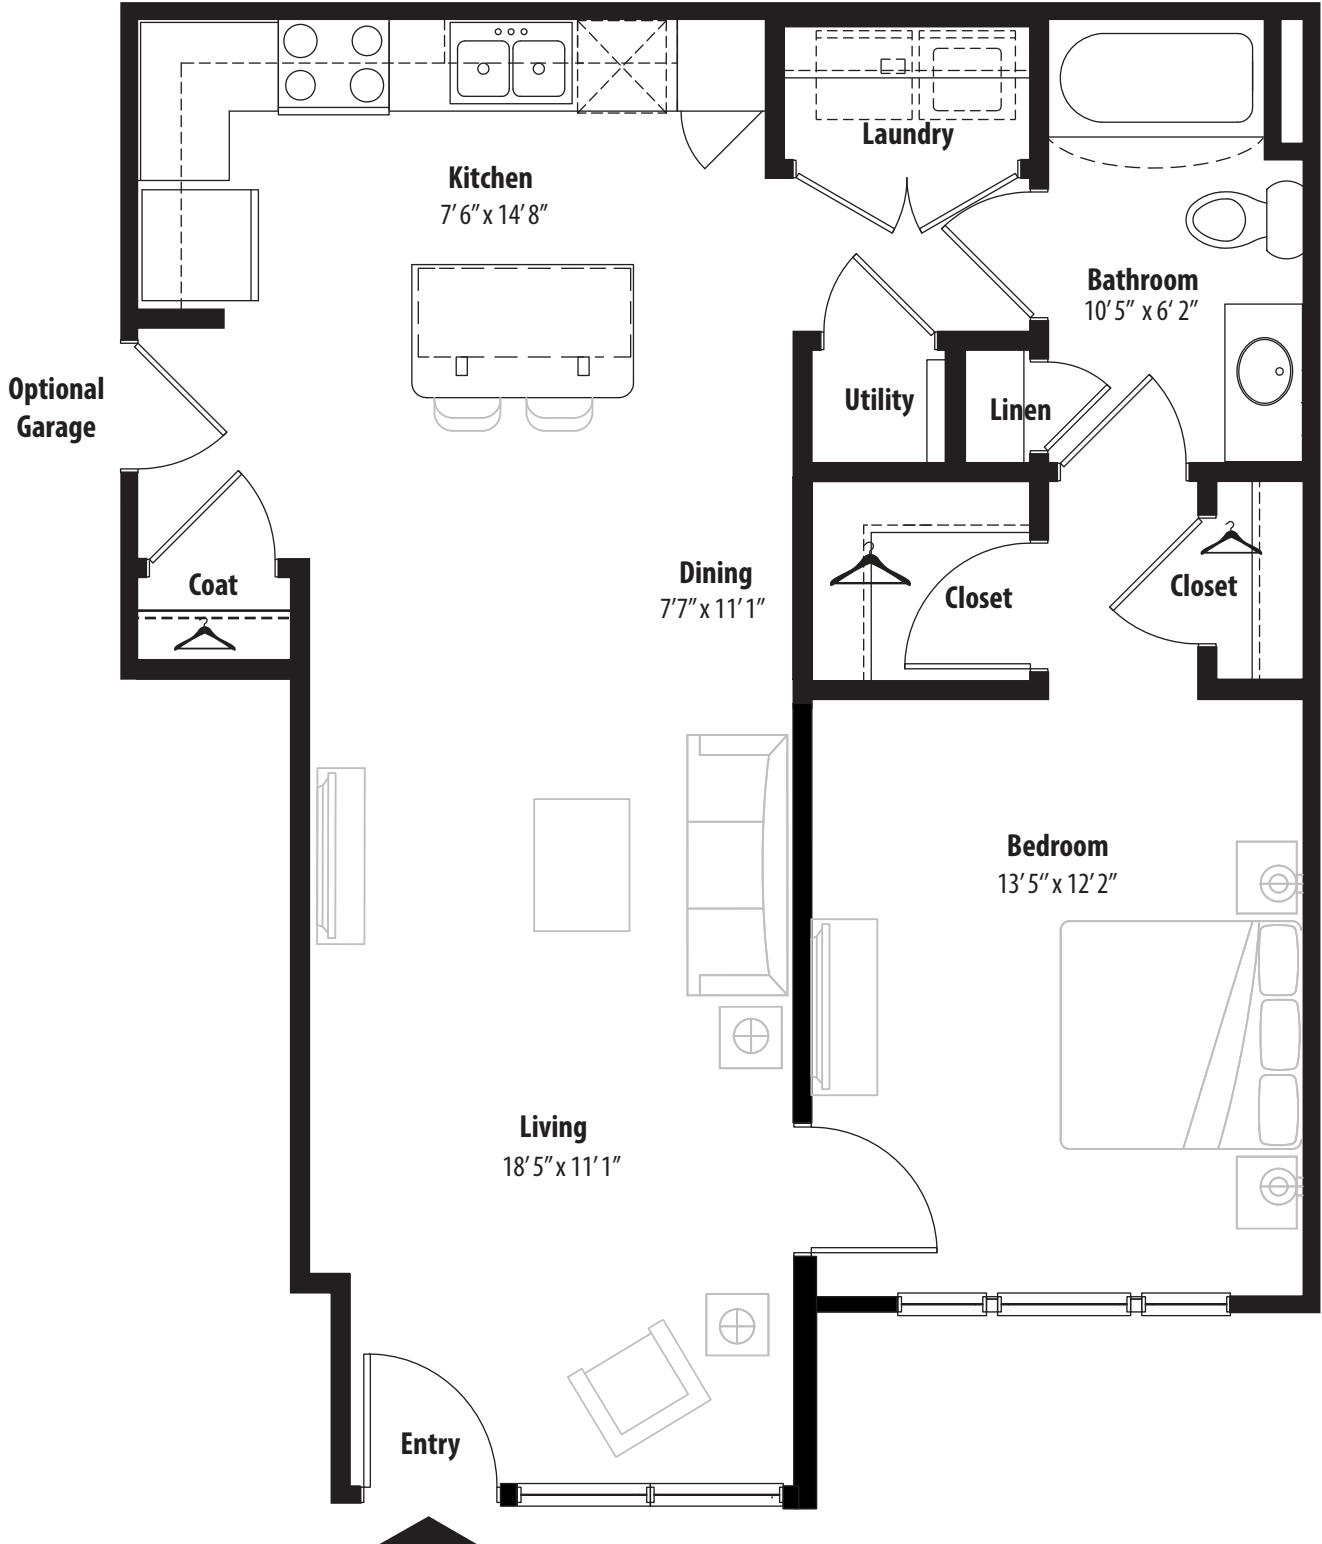 Laundry
Kitchen
7’ 6” x 14’ 8”
Bathroom
10’ 5” x 6‘ 2”
Optional
Garage
Utility
Linen
Dining
7’7” x 11’ 1”
Coat
Closet
Closet
Bedroom
13’ 5” x 12’ 2”
Living
18’ 5” x 11’ 1”
Entry